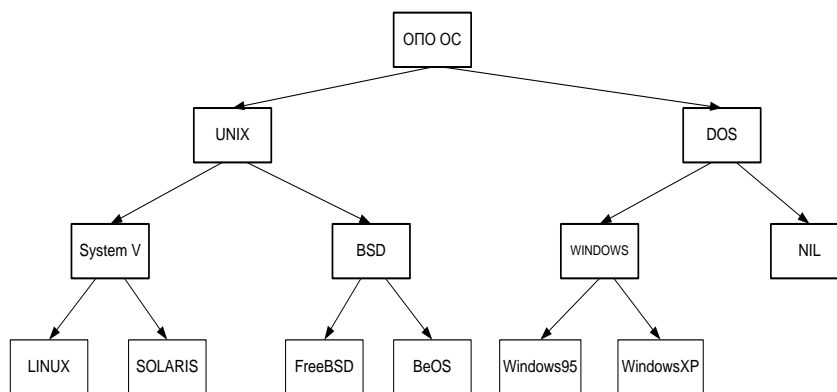 ОПО ОС
UNIX
DOS
System V
BSD
WINDOWS
NIL
LINUX
SOLARIS
FreeBSD
BeOS
Windows95
WindowsXP